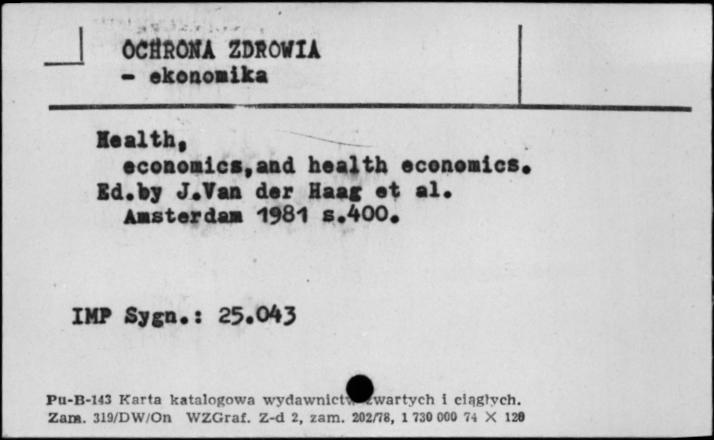 OCHRONA ZDROWIA
- ekonomika
Health,
economics,and health economics.
Ed.by J.Van der Haag et al.
Amsterdam 1981 s.400.
IMP Sygn.: 25.043
Pu-B-143 Karta katalogowa wydawnictw zwartych i ciągłych.
Zam. 319/DW/On WZGraf. Z-d 2, zam. 202/78, 1 730 000 74 X 120